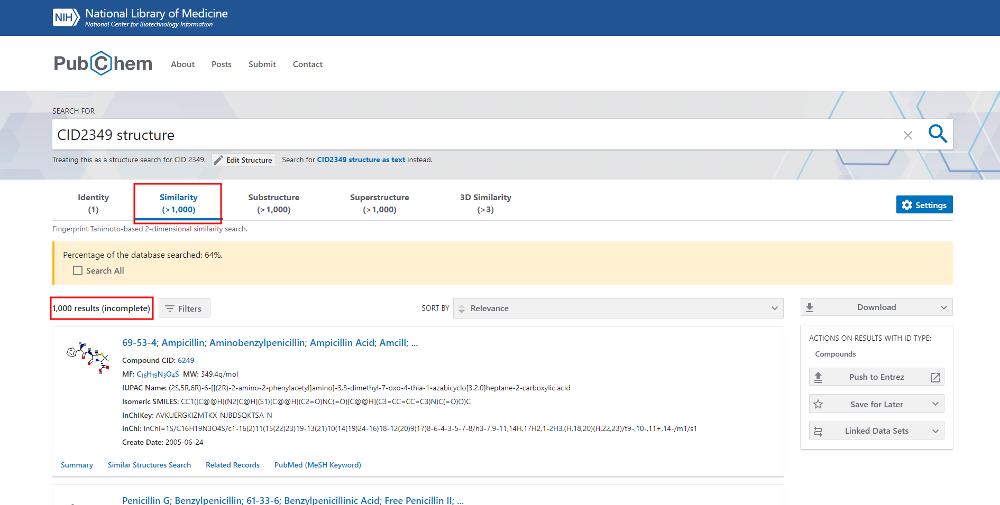 NIH National Library of Medicine
National Center for Biotechnology Information
PubChem About Posts Submit Contact
SEARCH FOR
CID2349 structure
Treating this as a structure search for CID 2349. Edit Structure Search for CID2349 structure as text instead.
Identity Similarity Substructure Superstructure 3D Similarity
(1) (>1,000) (>1,000) (>1,000) (>3)
Settings
Fingerprint Tanimoto-based 2-dimensional similarity search.
Percentage of the database searched: 64%.
Search All
1,000 results (incomplete) Filters SORT BY Relevance Download
69-53-4; Ampicillin; Aminobenzylpenicillin; Ampicillin Acid; Amcill; ...
Compound CID: 6249
MF: C16H19N3O4S MW: 349.4g/mol
IUPAC Name: (2S,5R,6R)-6-[[(2R)-2-amino-2-phenylacetyl]amino]-3,3-dimethyl-7-oxo-4-thia-1-azabicyclo[3.2.0]heptane-2-carboxylic acid
Isomeric SMILES: CC1([C@@H](N2[C@H](S1)[C@@H](C2=O)NC(=O)[C@@H](C3=CC=CC=C3)N)C(=O)O)C
InChIKey: AVKUERGKIZMTKX-NJBDSQKTSA-N
InChI: InChI=1S/C16H19N3O4S/c1-16(2)11(15(22)23)19-13(21)10(14(19)24-16)18-12(20)9(17)8-6-4-3-5-7-8/h3-7,9-11,14H,17H2,1-2H3,(H,18,20)(H,22,23)/t9-,10-,11+,14-/m1/s1
Create Date: 2005-06-24
Summary Similar Structures Search Related Records PubMed (MeSH Keyword)
ACTIONS ON RESULTS WITH ID TYPE:
Compounds
Push to Entrez
Save for Later
Linked Data Sets
Penicillin G; Benzylpenicillin; 61-33-6; Benzylpenicillinic Acid; Free Penicillin II; ...